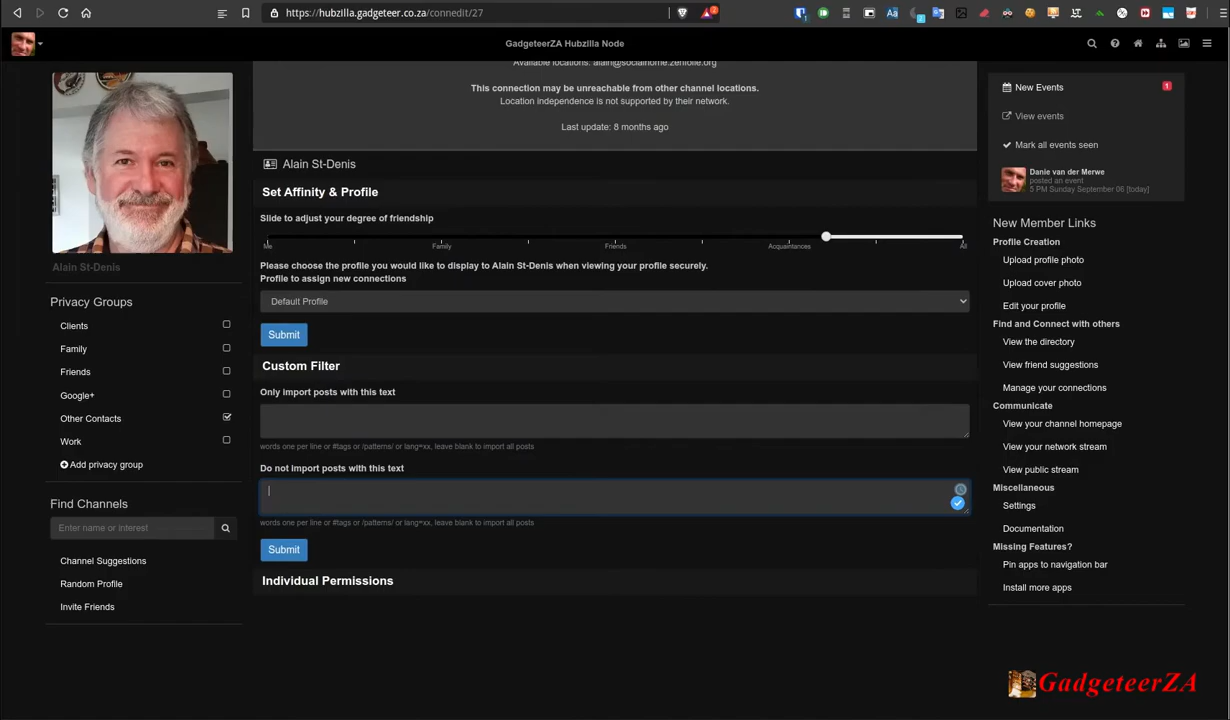 https://hubzilla.gadgeteer.co.za/connedit/27
GadgeteerZA Hubzilla Node
Available locations: alain@socialhome.zenfolie.org
This connection may be unreachable from other channel locations.
Location independence is not supported by their network.
Last update: 8 months ago
Alain St-Denis
Privacy Groups
Clients
Family
Friends
Google+
Other Contacts
Work
Add privacy group
Find Channels
Enter name or interest
Channel Suggestions
Random Profile
Invite Friends
Alain St-Denis
Set Affinity & Profile
Slide to adjust your degree of friendship
Me Family Friends Acquaintances All
Please choose the profile you would like to display to Alain St-Denis when viewing your profile securely.
Profile to assign new connections
Default Profile
Submit
Custom Filter
Only import posts with this text
words one per line or #tags or /patterns/ or lang=xx, leave blank to import all posts
Do not import posts with this text
words one per line or #tags or /patterns/ or lang=xx, leave blank to import all posts
Submit
Individual Permissions
New Events 1
View events
Mark all events seen
Danie van der Merwe
posted an event
5 PM Sunday September 06 [today]
New Member Links
Profile Creation
Upload profile photo
Upload cover photo
Edit your profile
Find and Connect with others
View the directory
View friend suggestions
Manage your connections
Communicate
View your channel homepage
View your network stream
View public stream
Miscellaneous
Settings
Documentation
Missing Features?
Pin apps to navigation bar
Install more apps
GadgeteerZA